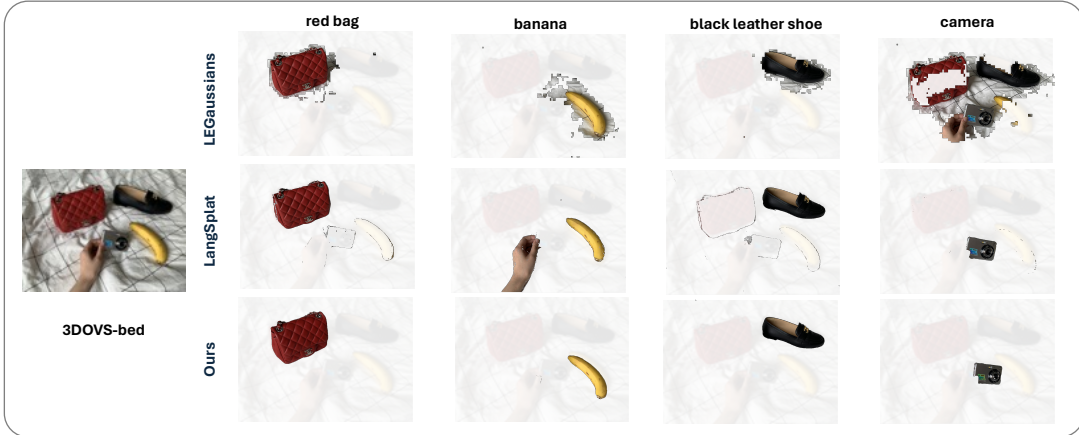 red bag
banana
black leather shoe
camera
LEGaussians
LangSplat
3DOVS-bed
Ours